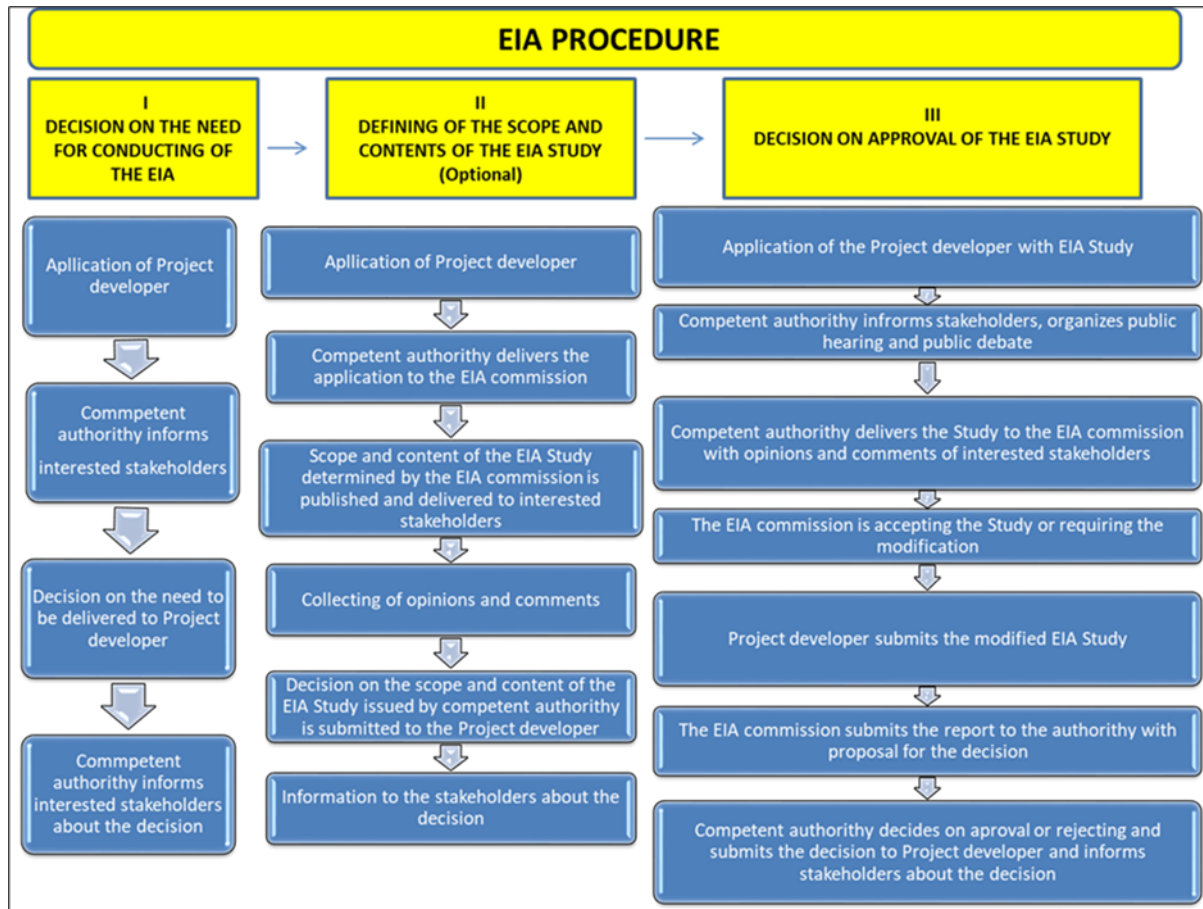 EIA PROCEDURE
I
DECISION ON THE NEED
FOR CONDUCTING OF
THE EIA
II
DEFINING OF THE SCOPE AND
CONTENTS OF THE EIA STUDY
(Optional)
III
DECISION ON APPROVAL OF THE EIA STUDY
Apllication of Project
developer
Commpetent
authorithy informs
interested stakeholders
Decision on the need to
be delivered to Project
developer
Commpetent
authorithy informs
interested stakeholders
about the decision
Apllication of Project developer
Competent authorithy delivers the
application to the EIA commission
Scope and content of the EIA Study
determined by the EIA commission is
published and delivered to interested
stakeholders
Collecting of opinions and comments
Decision on the scope and content of the
EIA Study issued by competent authorithy
is submitted to the Project developer
Information to the stakeholders about the
decision
Application of the Project developer with EIA Study
Competent authorithy infrorms stakeholders, organizes public
hearing and public debate
Competent authorithy delivers the Study to the EIA commission
with opinions and comments of interested stakeholders
The EIA commission is accepting the Study or requiring the
modification
Project developer submits the modified EIA Study
The EIA commission submits the report to the authorithy with
proposal for the decision
Competent authorithy decides on aproval or rejecting and
submits the decision to Project developer and informs
stakeholders about the decision